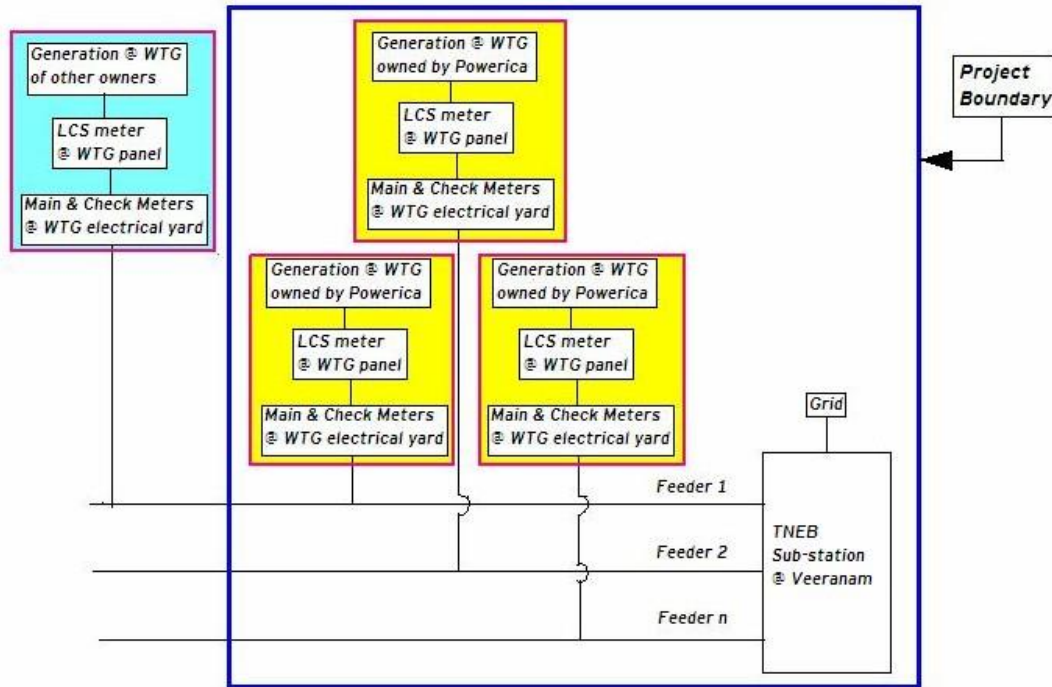 Generation @ WTG
of other owners
LCS meter
@ WTG panel
Main & Check Meters
@ WTG electrical yard
Generation @ WTG
owned by Powerica
LCS meter
@ WTG panel
Main & Check Meters
@ WTG electrical yard
Project
Boundary
Generation @ WTG
owned by Powerica
LCS meter
@ WTG panel
Main & Check Meters
@ WTG electrical yard
Generation @ WTG
owned by Powerica
LCS meter
@ WTG panel
Main & Check Meters
@ WTG electrical yard
Grid
Feeder 1
Feeder 2
Feeder n
TNEB
Sub-station
@ Veeranam